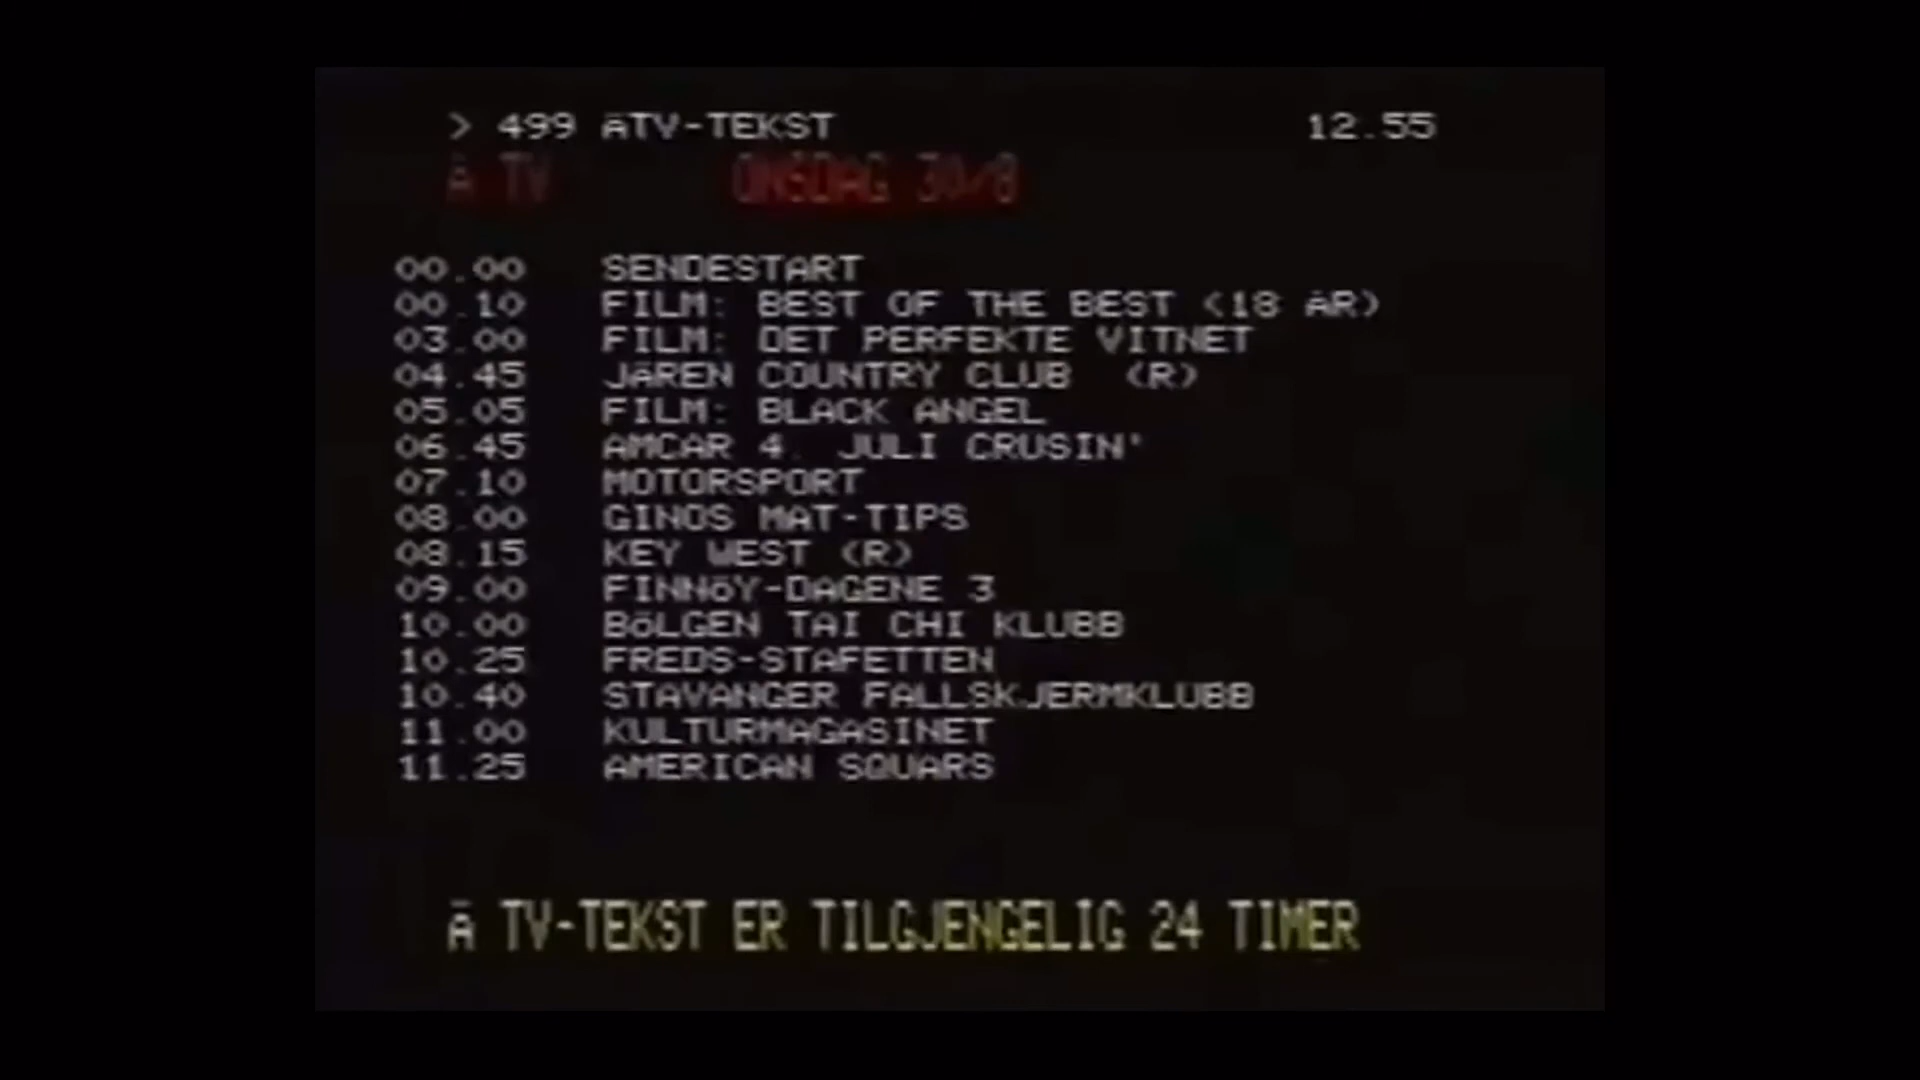 > 499 äTV-TEKST 12.55
Ä TV ONSDAG 30/8
00.00 SENDESTART
00.10 FILM: BEST OF THE BEST (18 äR)
03.00 FILM: DET PERFEKTE VITNET
04.45 JäREN COUNTRY CLUB (R)
05.05 FILM: BLACK ANGEL
06.45 AMCAR 4. JULI CRUSIN'
07.10 MOTORSPORT
08.00 GINOS MAT-TIPS
08.15 KEY WEST (R)
09.00 FINNöY-DAGENE 3
10.00 BöLGEN TAI CHI KLUBB
10.25 FREDS-STAFETTEN
10.40 STAVANGER FALLSKJERMKLUBB
11.00 KULTURMAGASINET
11.25 AMERICAN SQUARS
Ä TV-TEKST ER TILGJENGELIG 24 TIMER